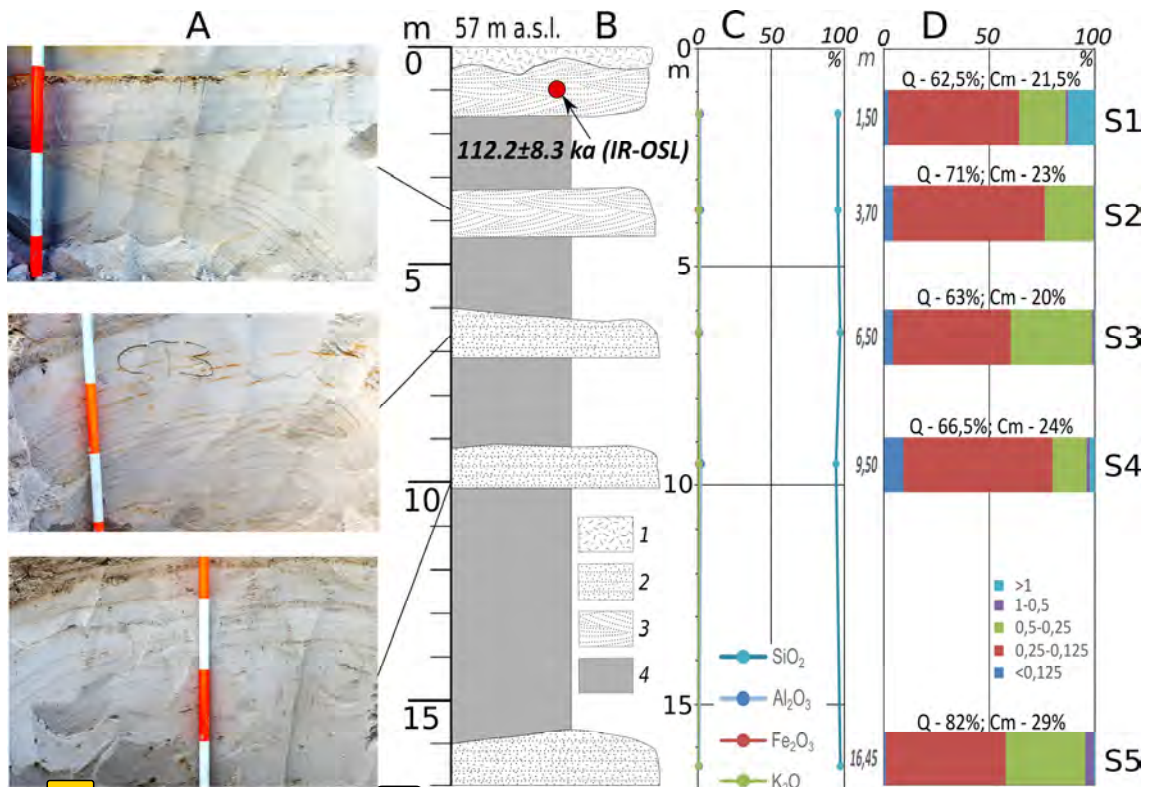 A
m
57 m a.s.l.
B
0
C
50
100
%
m
0
D
50
100
%
0
m
112.2±8.3 ka (IR-OSL)
Q - 62,5%; Cm - 21,5%
1,50
S1
Q - 71%; Cm - 23%
3,70
S2
5
5
Q - 63%; Cm - 20%
6,50
S3
СТ3
Q - 66,5%; Cm - 24%
9,50
S4
10
10
1
2
3
4
>1
1-0,5
0,5-0,25
0,25-0,125
<0,125
SiO₂
Al₂O₃
Fe₂O₃
K₂O
15
15
Q - 82%; Cm - 29%
16,45
S5